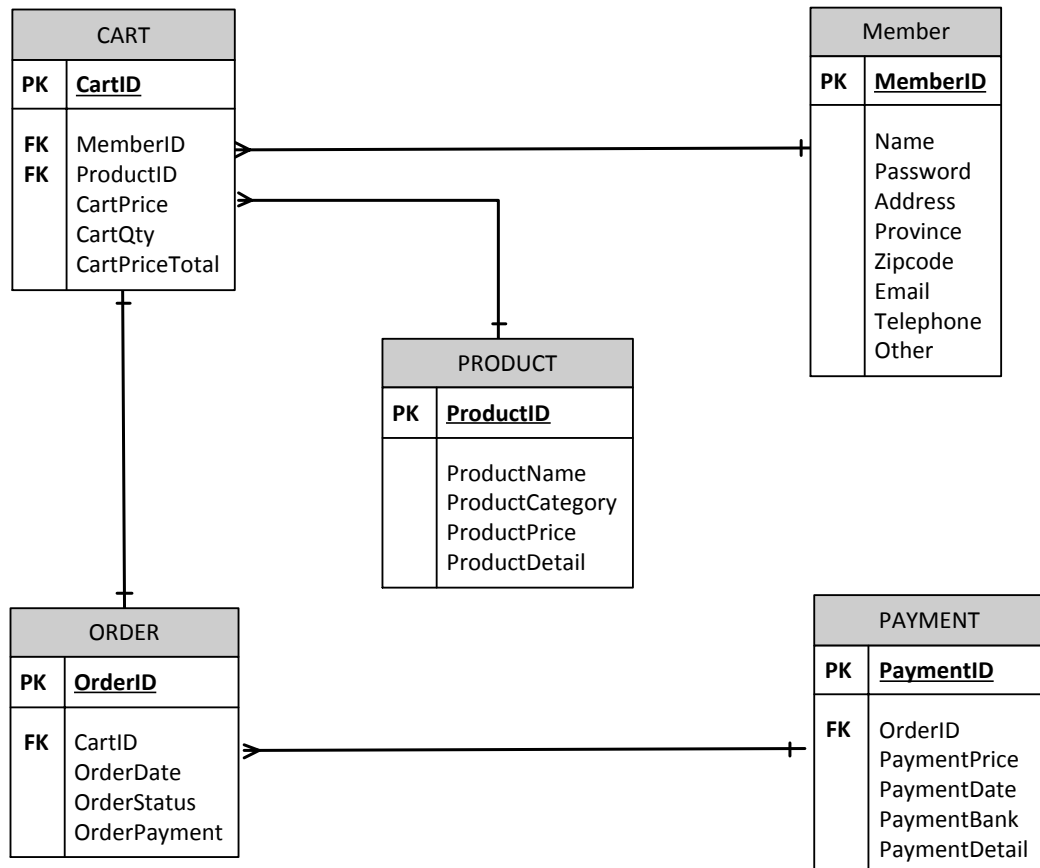 CART
PK CartID
FK MemberID
FK ProductID
CartPrice
CartQty
CartPriceTotal
Member
PK MemberID
Name
Password
Address
Province
Zipcode
Email
Telephone
Other
PRODUCT
PK ProductID
ProductName
ProductCategory
ProductPrice
ProductDetail
ORDER
PK OrderID
FK CartID
OrderDate
OrderStatus
OrderPayment
PAYMENT
PK PaymentID
FK OrderID
PaymentPrice
PaymentDate
PaymentBank
PaymentDetail